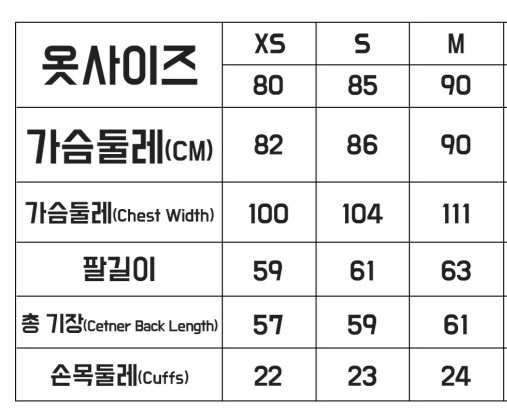 옷사이즈 XS S M
80 85 90
가슴둘레(CM) 82 86 90
가슴둘레(Chest Width) 100 104 111
팔길이 59 61 63
총 기장(Cetner Back Length) 57 59 61
손목둘레(Cuffs) 22 23 24